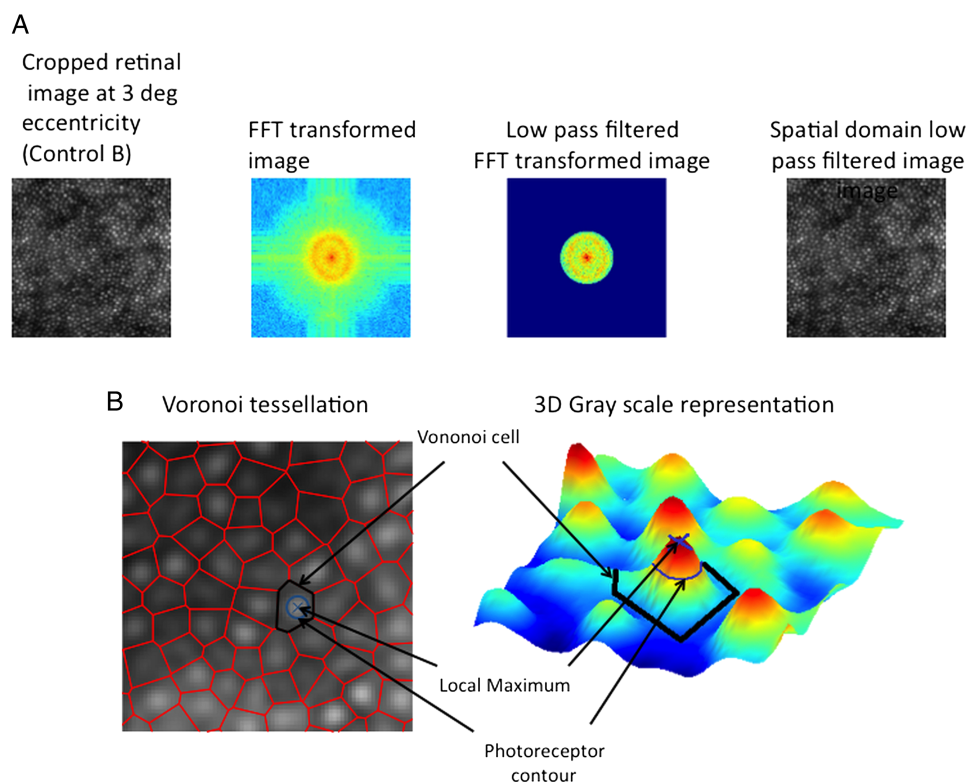 A
Cropped retinal
image at 3 deg
eccentricity
(Control B)
FFT transformed
image
Low pass filtered
FFT transformed image
Spatial domain low
pass filtered image
image
B
Voronoi tessellation
3D Gray scale representation
Vononoi cell
Local Maximum
Photoreceptor
contour